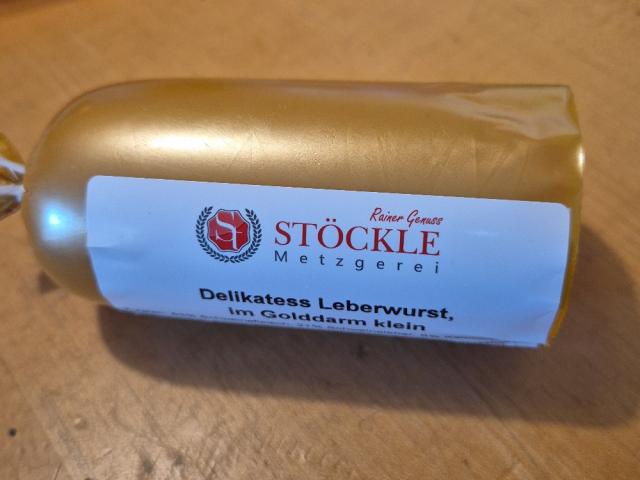 Rainer Genuss
STÖCKLE
Metzgerei
Delikatess Leberwurst,
im Golddarm klein